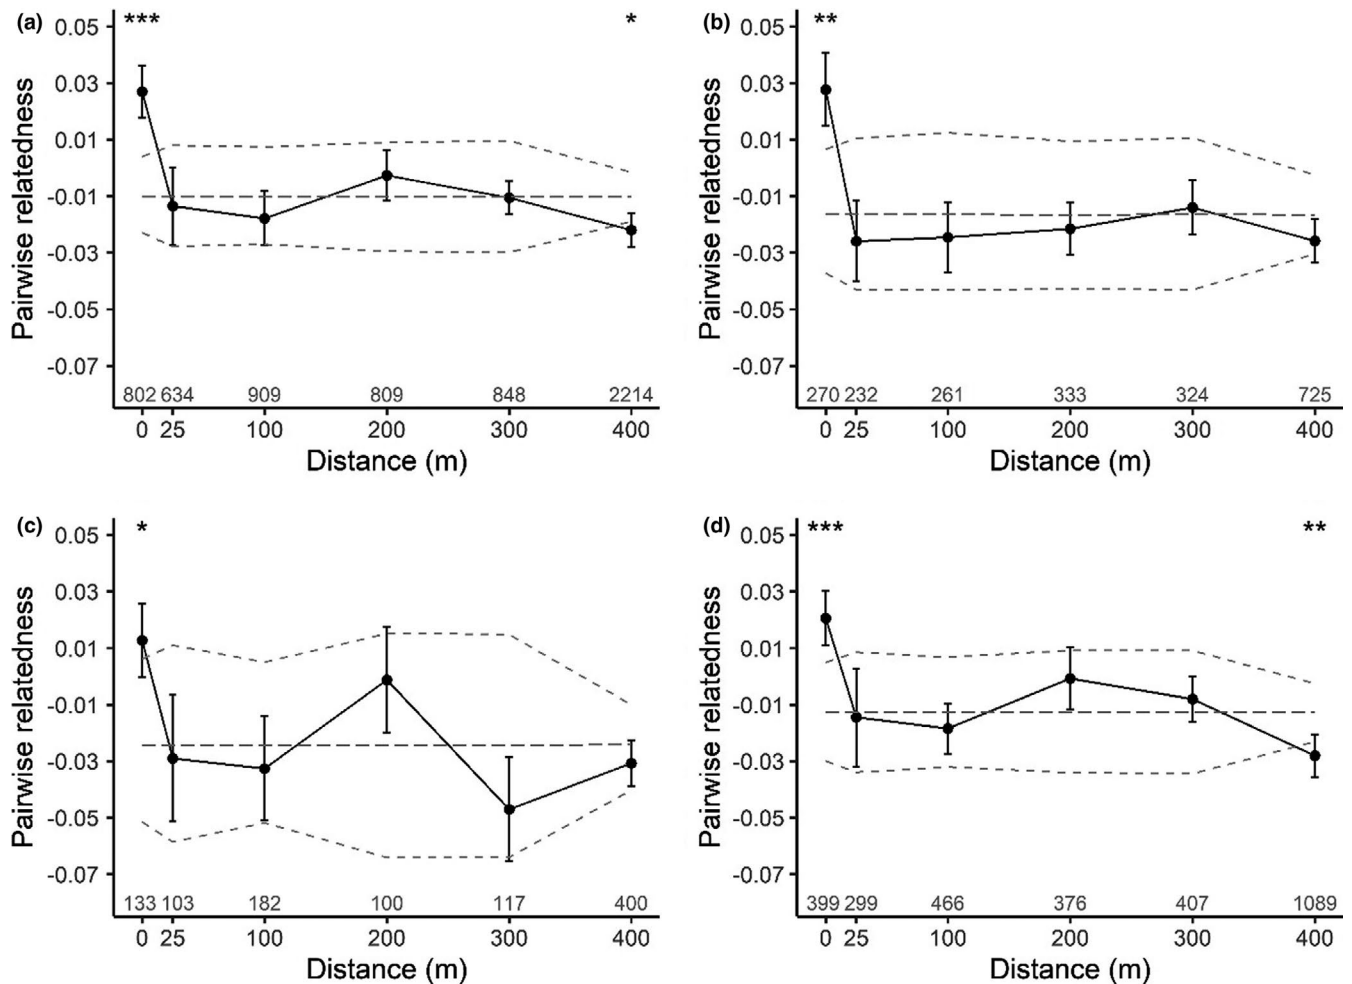 (a)
***
*
0.05
0.03
0.01
-0.01
-0.03
-0.05
-0.07
Pairwise relatedness
802 634 909 809 848 2214
0 25 100 200 300 400
Distance (m)
(b)
**
0.05
0.03
0.01
-0.01
-0.03
-0.05
-0.07
Pairwise relatedness
270 232 261 333 324 725
0 25 100 200 300 400
Distance (m)
(c)
*
0.05
0.03
0.01
-0.01
-0.03
-0.05
-0.07
Pairwise relatedness
133 103 182 100 117 400
0 25 100 200 300 400
Distance (m)
(d)
***
**
0.05
0.03
0.01
-0.01
-0.03
-0.05
-0.07
Pairwise relatedness
399 299 466 376 407 1089
0 25 100 200 300 400
Distance (m)